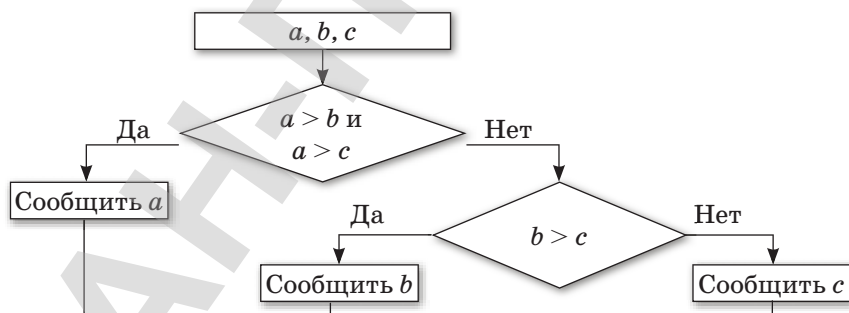 a, b, c
a > b и
a > c
Да
Нет
Сообщить a
b > c
Да
Нет
Сообщить b
Сообщить c